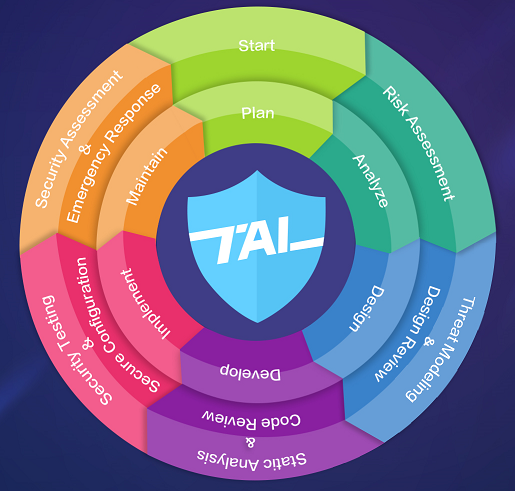 Start
Plan
Risk Assessment
Analyze
Threat Modeling
&
Design Review
Design
Develop
Code Review
&
Static Analysis
Implement
Secure Configuration
&
Security Testing
Maintain
Security Assessment
&
Emergency Response
TAI